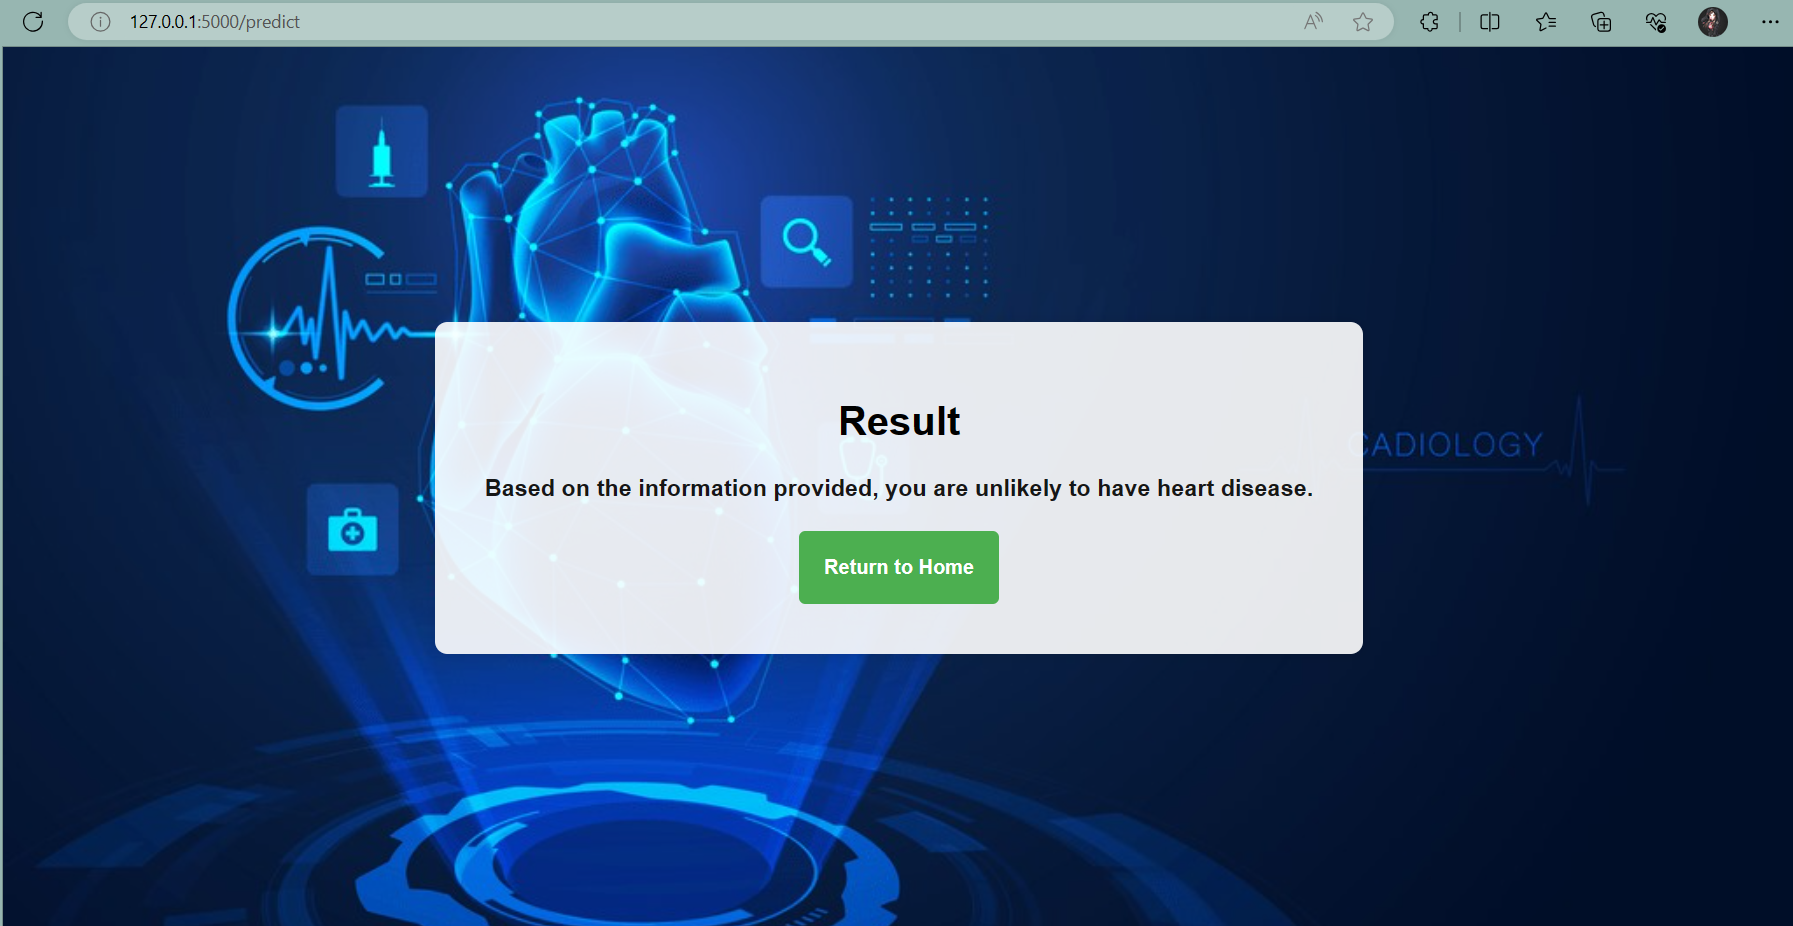 127.0.0.1:5000/predict
Result
Based on the information provided, you are unlikely to have heart disease.
CADIOLOGY
Return to Home